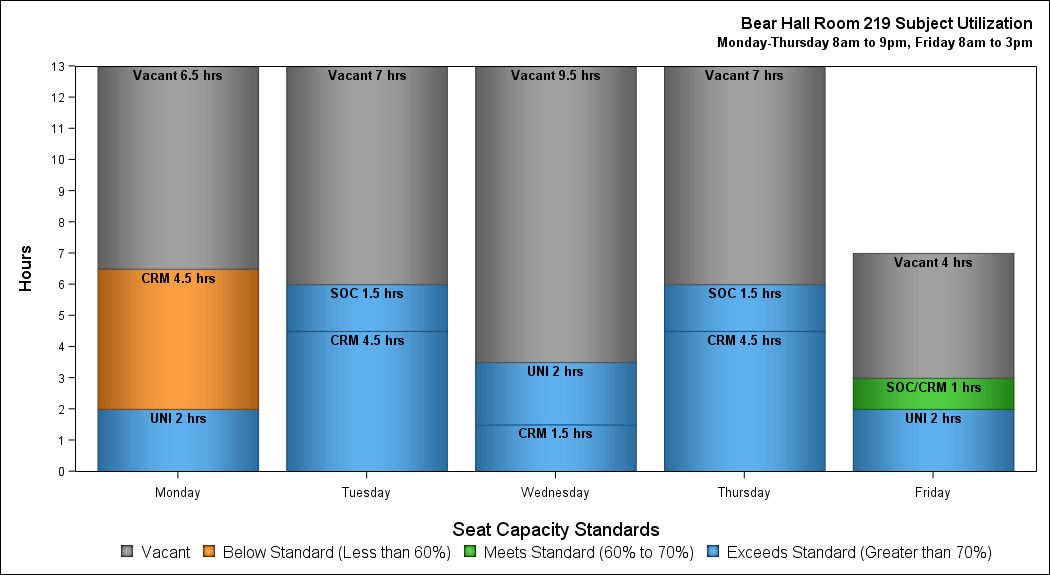 Bear Hall Room 219 Subject Utilization
Monday-Thursday 8am to 9pm, Friday 8am to 3pm
Hours
13
12
11
10
9
8
7
6
5
4
3
2
1
0
Vacant 6.5 hrs
CRM 4.5 hrs
UNI 2 hrs
Vacant 7 hrs
SOC 1.5 hrs
CRM 4.5 hrs
Vacant 9.5 hrs
UNI 2 hrs
CRM 1.5 hrs
Vacant 7 hrs
SOC 1.5 hrs
CRM 4.5 hrs
Vacant 4 hrs
SOC/CRM 1 hrs
UNI 2 hrs
Monday Tuesday Wednesday Thursday Friday
Seat Capacity Standards
Vacant Below Standard (Less than 60%) Meets Standard (60% to 70%) Exceeds Standard (Greater than 70%)